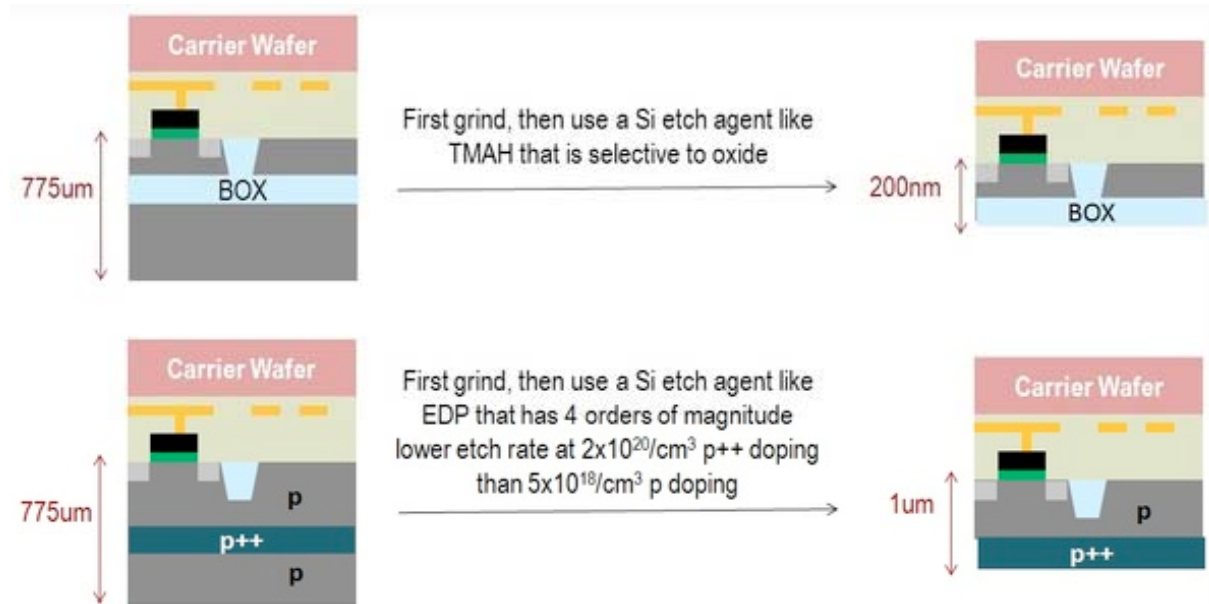 Carrier Wafer
775um
BOX
First grind, then use a Si etch agent like
TMAH that is selective to oxide
Carrier Wafer
200nm
BOX
Carrier Wafer
775um
p
p++
p
First grind, then use a Si etch agent like
EDP that has 4 orders of magnitude
lower etch rate at 2x10²⁰/cm³ p++ doping
than 5x10¹⁸/cm³ p doping
Carrier Wafer
1um
p
p++